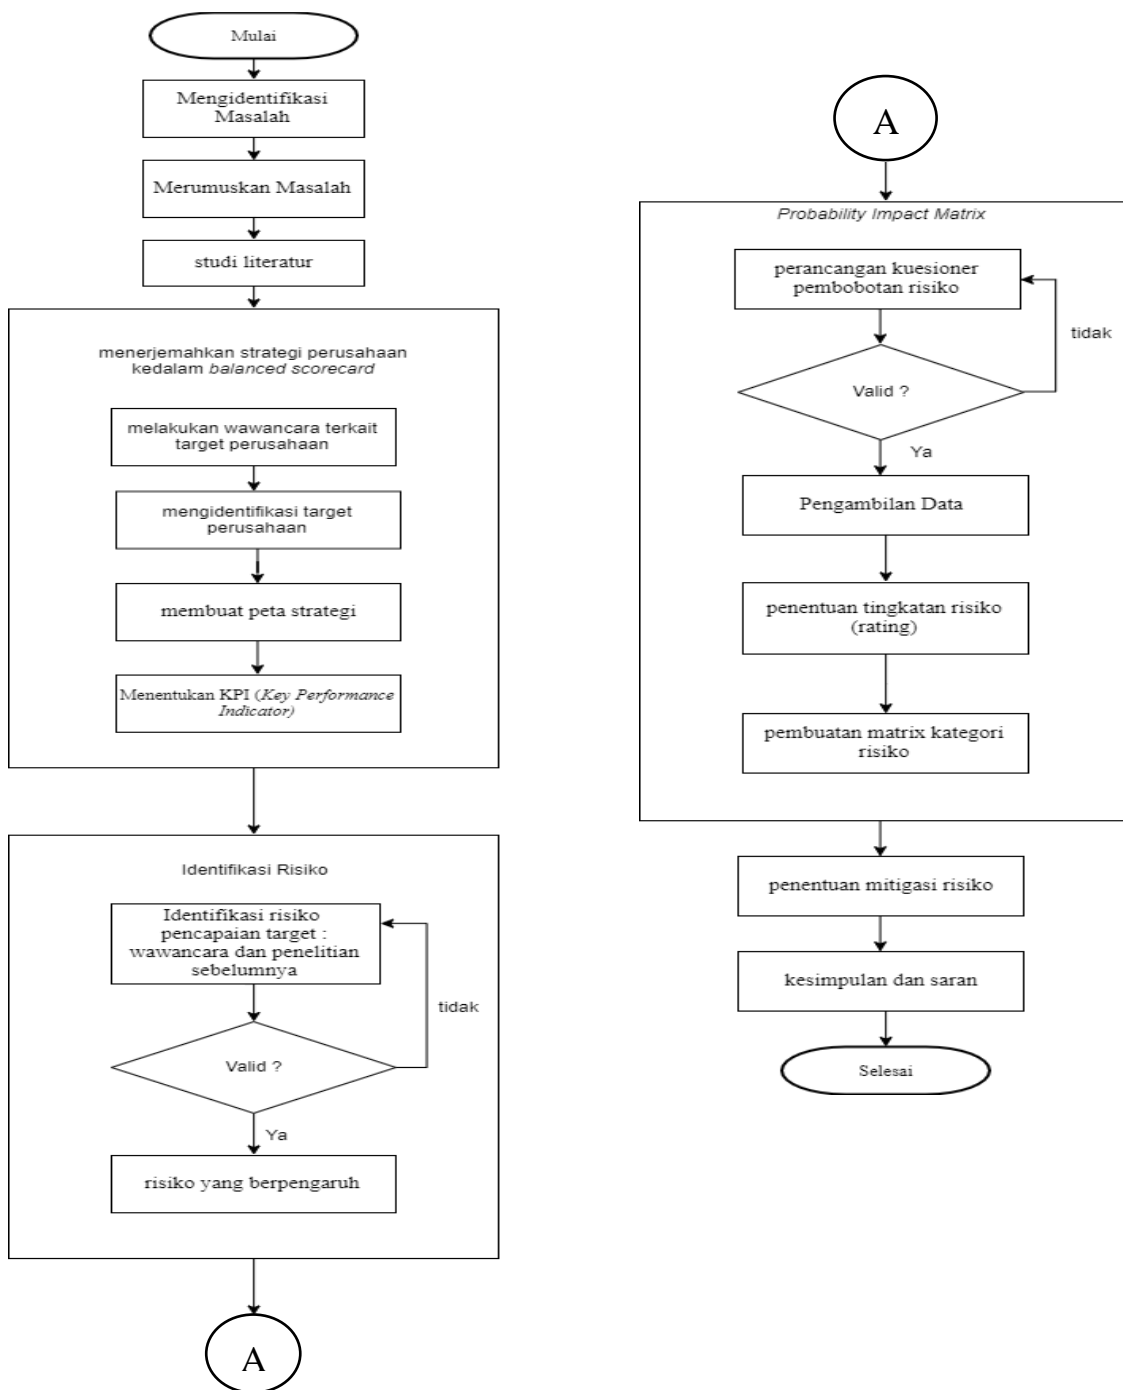 Mulai
Mengidentifikasi
Masalah
Merumuskan Masalah
studi literatur
menerjemahkan strategi perusahaan
kedalam balanced scorecard
melakukan wawancara terkait
target perusahaan
mengidentifikasi target
perusahaan
membuat peta strategi
Menentukan KPI (Key Performance
Indicator)
Identifikasi Risiko
Identifikasi risiko
pencapaian target :
wawancara dan penelitian
sebelumnya
tidak
Valid ?
Ya
risiko yang berpengaruh
A
A
Probability Impact Matrix
perancangan kuesioner
pembobotan risiko
tidak
Valid ?
Ya
Pengambilan Data
penentuan tingkatan risiko
(rating)
pembuatan matrix kategori
risiko
penentuan mitigasi risiko
kesimpulan dan saran
Selesai